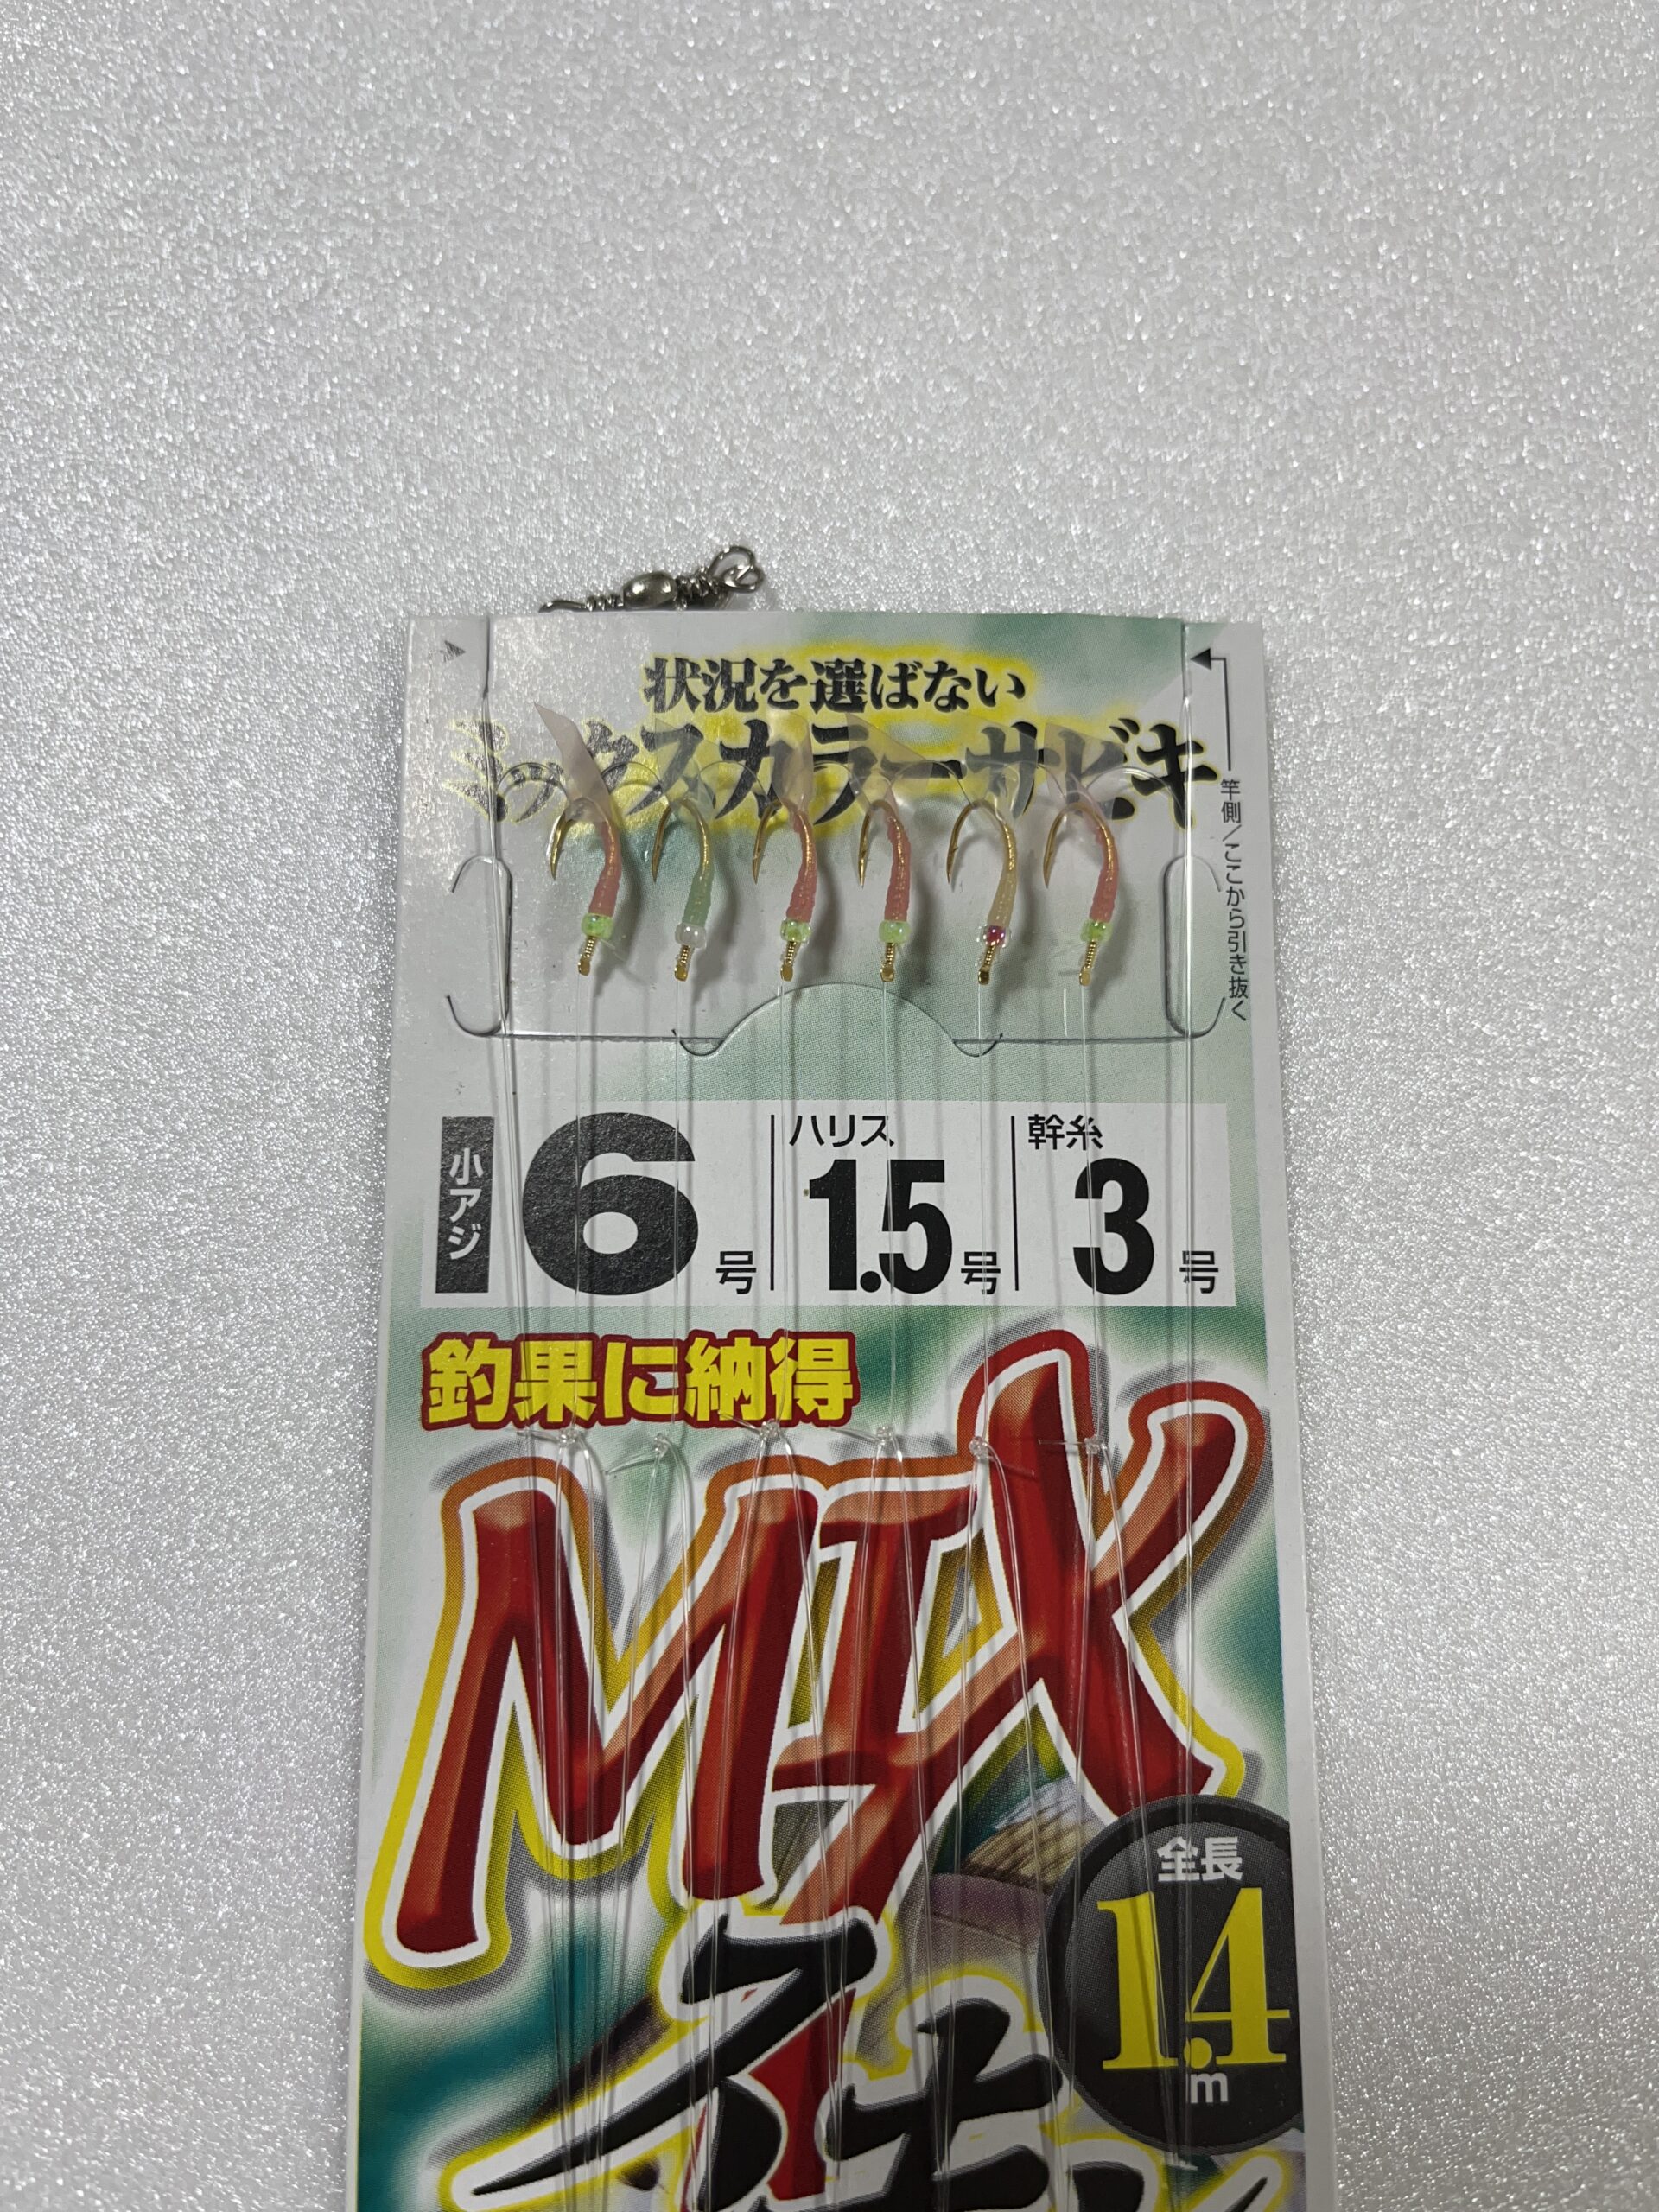 状況を選ばない
ミックスカラーサビキ
竿側/ここから引き抜く
小アジ
6号
ハリス
1.5号
幹糸
3号
釣果に納得
MIX
全長
1.4m